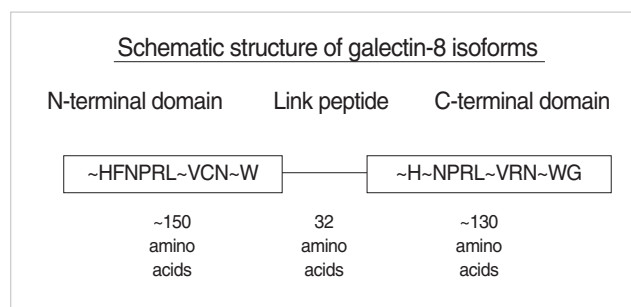 Schematic structure of galectin-8 isoforms
N-terminal domain Link peptide C-terminal domain
~HFNPRL~VCN~W ~H~NPRL~VRN~WG
~150 32 ~130
amino amino amino
acids acids acids